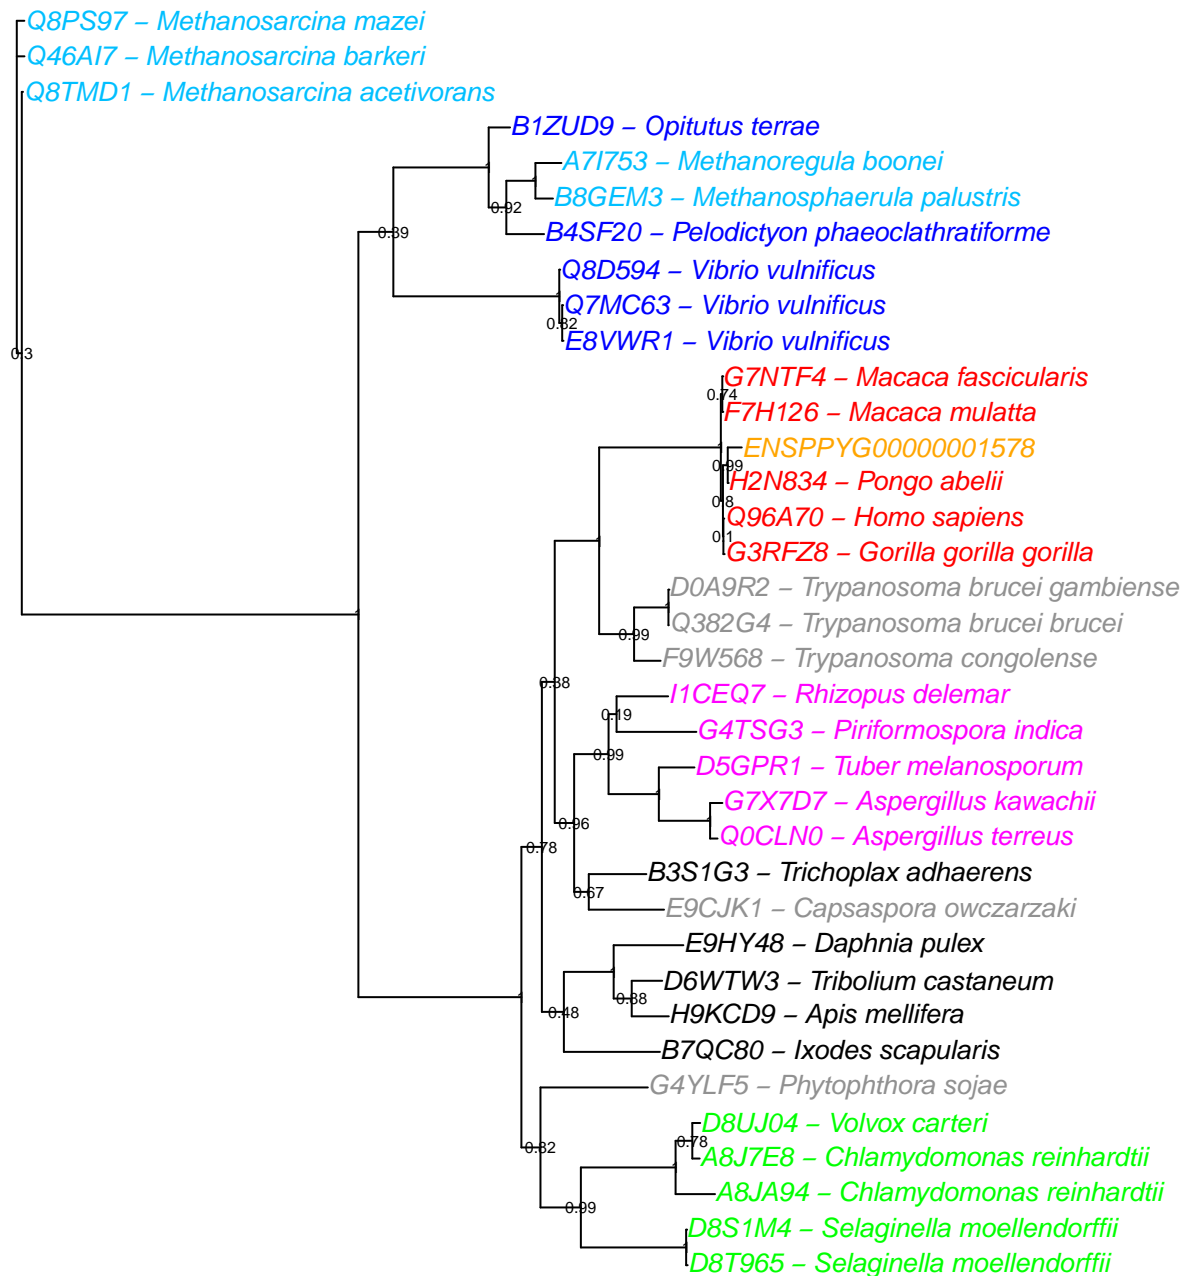 Q8PS97 – Methanosarcina mazei
Q46AI7 – Methanosarcina barkeri
Q8TMD1 – Methanosarcina acetivorans
B1ZUD9 – Opitutus terrae
A7I753 – Methanoregula boonei
B8GEM3 – Methanosphaerula palustris
0.92
B4SF20 – Pelodictyon phaeoclathratiforme
0.39
Q8D594 – Vibrio vulnificus
Q7MC63 – Vibrio vulnificus
0.82
E8VWR1 – Vibrio vulnificus
0.3
G7NTF4 – Macaca fascicularis
0.74
F7H126 – Macaca mulatta
ENSPPYG00000001578
0.99
H2N834 – Pongo abelii
0.8
Q96A70 – Homo sapiens
0.1
G3RFZ8 – Gorilla gorilla gorilla
D0A9R2 – Trypanosoma brucei gambiense
Q382G4 – Trypanosoma brucei brucei
0.99
F9W568 – Trypanosoma congolense
0.38
I1CEQ7 – Rhizopus delemar
0.19
G4TSG3 – Piriformospora indica
0.99
D5GPR1 – Tuber melanosporum
G7X7D7 – Aspergillus kawachii
0.96
Q0CLN0 – Aspergillus terreus
0.78
B3S1G3 – Trichoplax adhaerens
0.67
E9CJK1 – Capsaspora owczarzaki
E9HY48 – Daphnia pulex
D6WTW3 – Tribolium castaneum
0.38
0.48
H9KCD9 – Apis mellifera
B7QC80 – Ixodes scapularis
G4YLF5 – Phytophthora sojae
D8UJ04 – Volvox carteri
0.78
0.32
A8J7E8 – Chlamydomonas reinhardtii
A8JA94 – Chlamydomonas reinhardtii
0.99
D8S1M4 – Selaginella moellendorffii
D8T965 – Selaginella moellendorffii